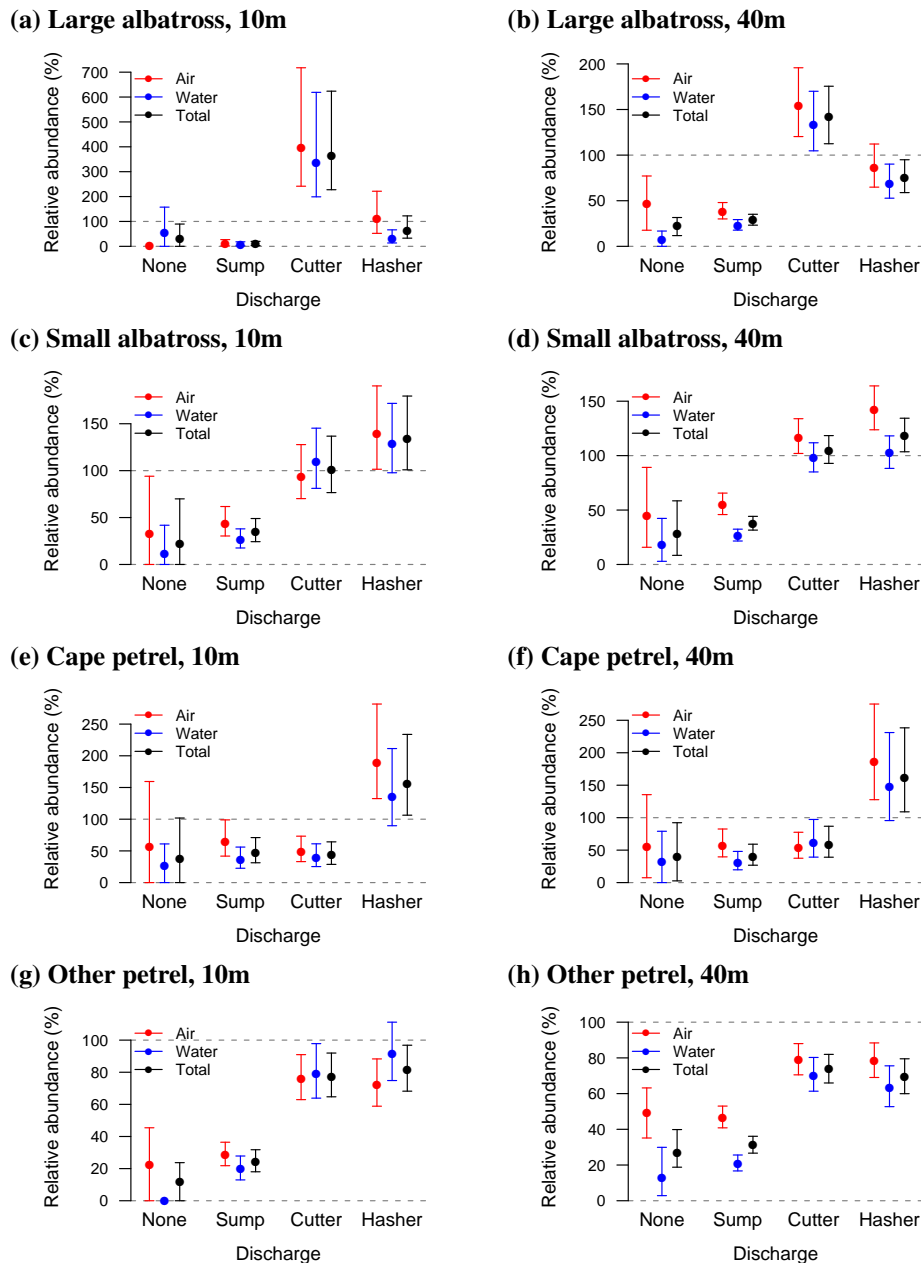 (a) Large albatross, 10m
Relative abundance (%)
700
600
500
400
300
200
100
0
Air
Water
Total
None Sump Cutter Hasher
Discharge
(b) Large albatross, 40m
Relative abundance (%)
200
150
100
50
0
Air
Water
Total
None Sump Cutter Hasher
Discharge
(c) Small albatross, 10m
Relative abundance (%)
150
100
50
0
Air
Water
Total
None Sump Cutter Hasher
Discharge
(d) Small albatross, 40m
Relative abundance (%)
150
100
50
0
Air
Water
Total
None Sump Cutter Hasher
Discharge
(e) Cape petrel, 10m
Relative abundance (%)
250
200
150
100
50
0
Air
Water
Total
None Sump Cutter Hasher
Discharge
(f) Cape petrel, 40m
Relative abundance (%)
250
200
150
100
50
0
Air
Water
Total
None Sump Cutter Hasher
Discharge
(g) Other petrel, 10m
Relative abundance (%)
100
80
60
40
20
0
Air
Water
Total
None Sump Cutter Hasher
Discharge
(h) Other petrel, 40m
Relative abundance (%)
100
80
60
40
20
0
Air
Water
Total
None Sump Cutter Hasher
Discharge